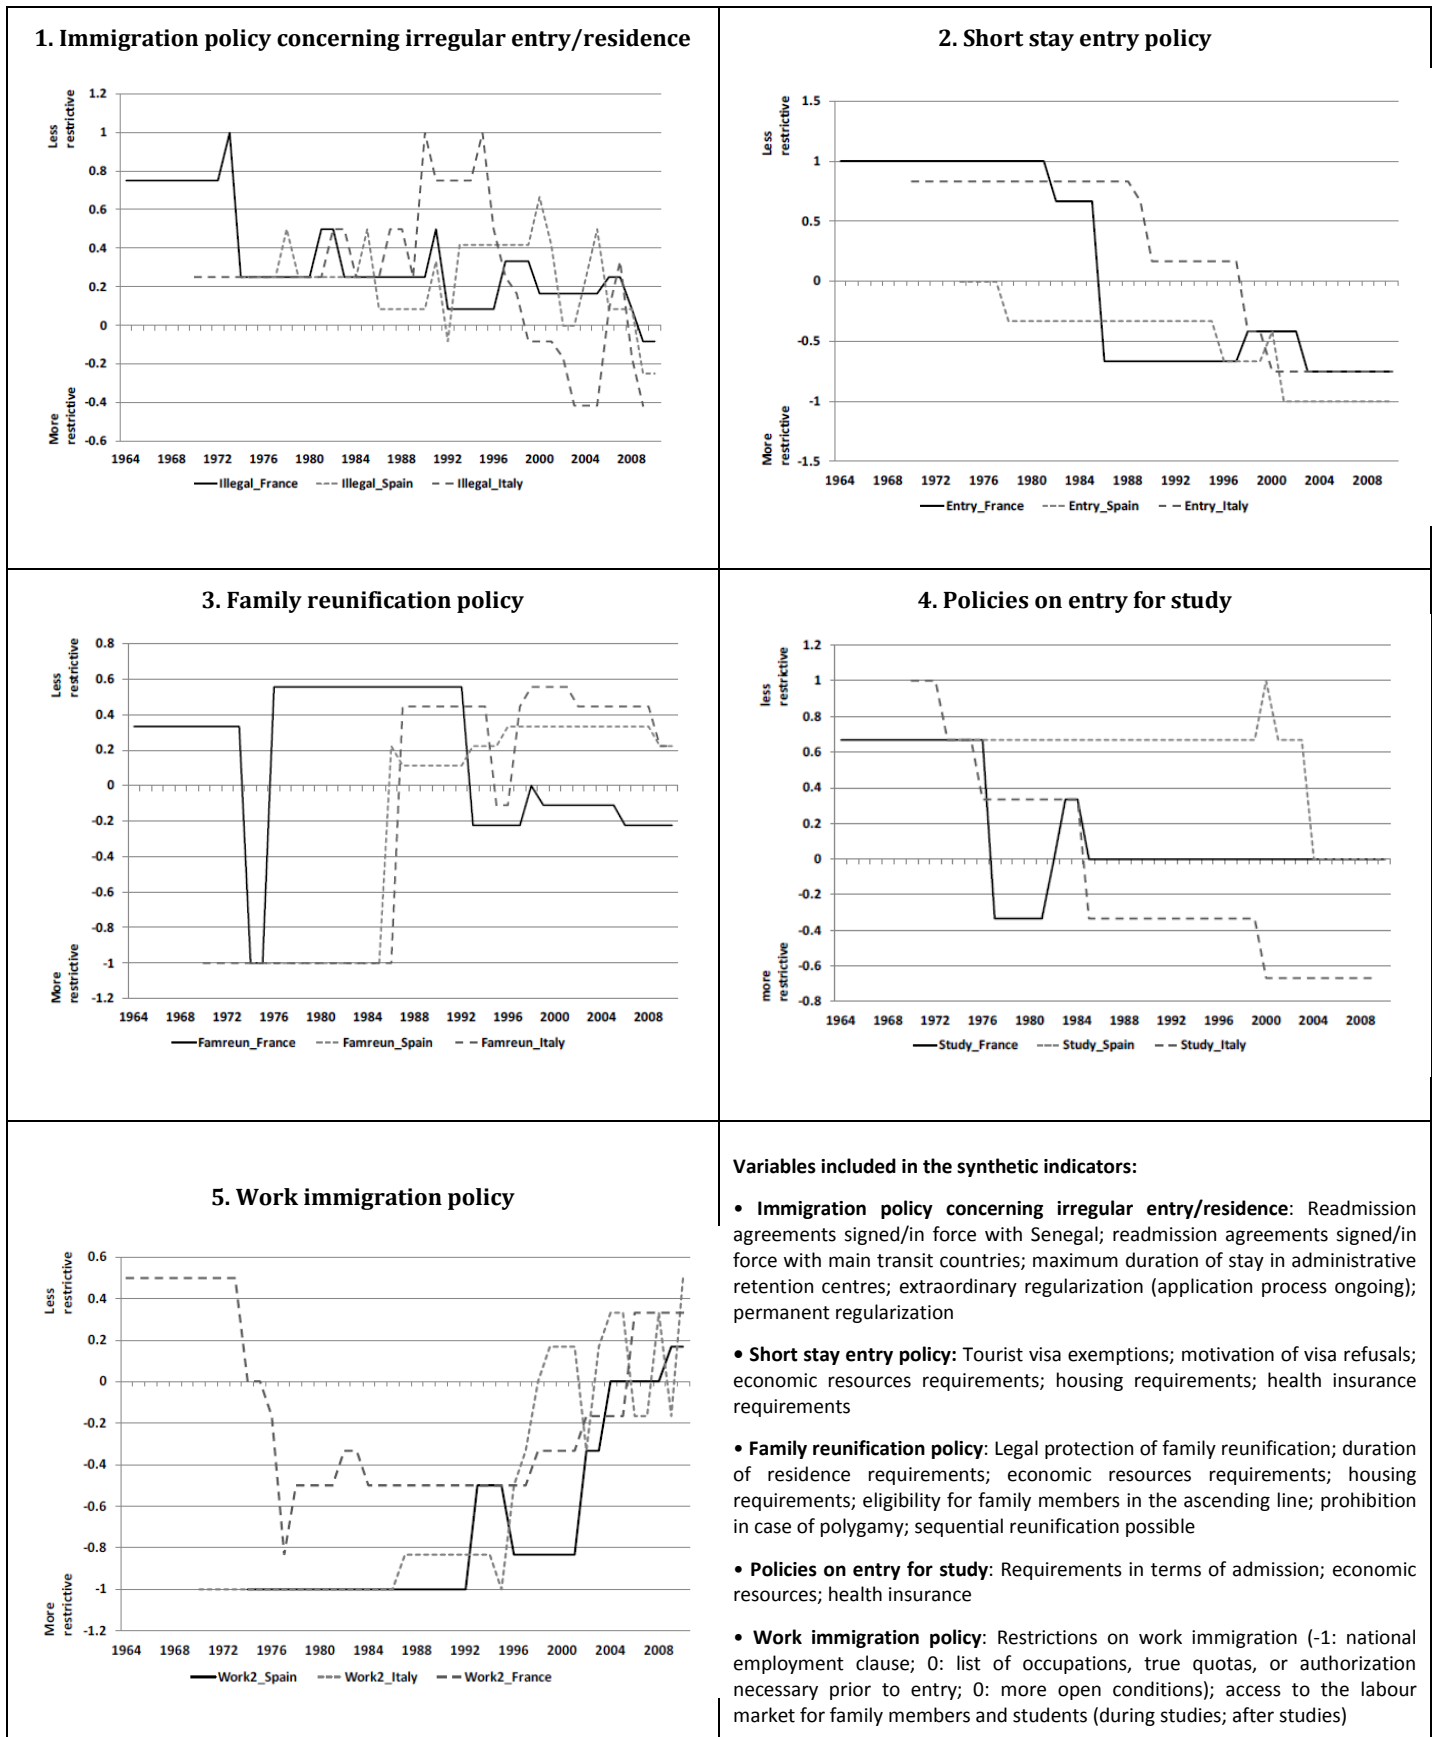 1. Immigration policy concerning irregular entry/residence
Less
restrictive
More
restrictive
1.2
1
0.8
0.6
0.4
0.2
0
-0.2
-0.4
-0.6
1964 1968 1972 1976 1980 1984 1988 1992 1996 2000 2004 2008
Illegal_France Illegal_Spain Illegal_Italy
2. Short stay entry policy
Less
restrictive
More
restrictive
1.5
1
0.5
0
-0.5
-1
-1.5
1964 1968 1972 1976 1980 1984 1988 1992 1996 2000 2004 2008
Entry_France Entry_Spain Entry_Italy
3. Family reunification policy
Less
restrictive
More
restrictive
0.8
0.6
0.4
0.2
0
-0.2
-0.4
-0.6
-0.8
-1
-1.2
1964 1968 1972 1976 1980 1984 1988 1992 1996 2000 2004 2008
Famreun_France Famreun_Spain Famreun_Italy
4. Policies on entry for study
less
restrictive
more
restrictive
1.2
1
0.8
0.6
0.4
0.2
0
-0.2
-0.4
-0.6
-0.8
1964 1968 1972 1976 1980 1984 1988 1992 1996 2000 2004 2008
Study_France Study_Spain Study_Italy
5. Work immigration policy
Less
restrictive
More
restrictive
0.6
0.4
0.2
0
-0.2
-0.4
-0.6
-0.8
-1
-1.2
1964 1968 1972 1976 1980 1984 1988 1992 1996 2000 2004 2008
Work2_Spain Work2_Italy Work2_France
Variables included in the synthetic indicators:
• Immigration policy concerning irregular entry/residence: Readmission
agreements signed/in force with Senegal; readmission agreements signed/in
force with main transit countries; maximum duration of stay in administrative
retention centres; extraordinary regularization (application process ongoing);
permanent regularization
• Short stay entry policy: Tourist visa exemptions; motivation of visa refusals;
economic resources requirements; housing requirements; health insurance
requirements
• Family reunification policy: Legal protection of family reunification; duration
of residence requirements; economic resources requirements; housing
requirements; eligibility for family members in the ascending line; prohibition
in case of polygamy; sequential reunification possible
• Policies on entry for study: Requirements in terms of admission; economic
resources; health insurance
• Work immigration policy: Restrictions on work immigration (-1: national
employment clause; 0: list of occupations, true quotas, or authorization
necessary prior to entry; 0: more open conditions); access to the labour
market for family members and students (during studies; after studies)